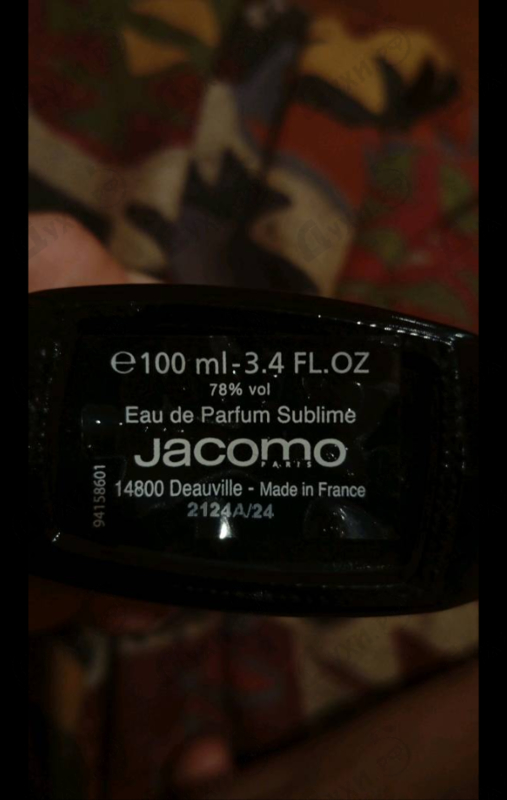 ℮100 ml-3.4 FL.OZ
78% vol
Eau de Parfum Sublime
Jacomo
PARIS
14800 Deauville - Made in France
2124A/24
94158601